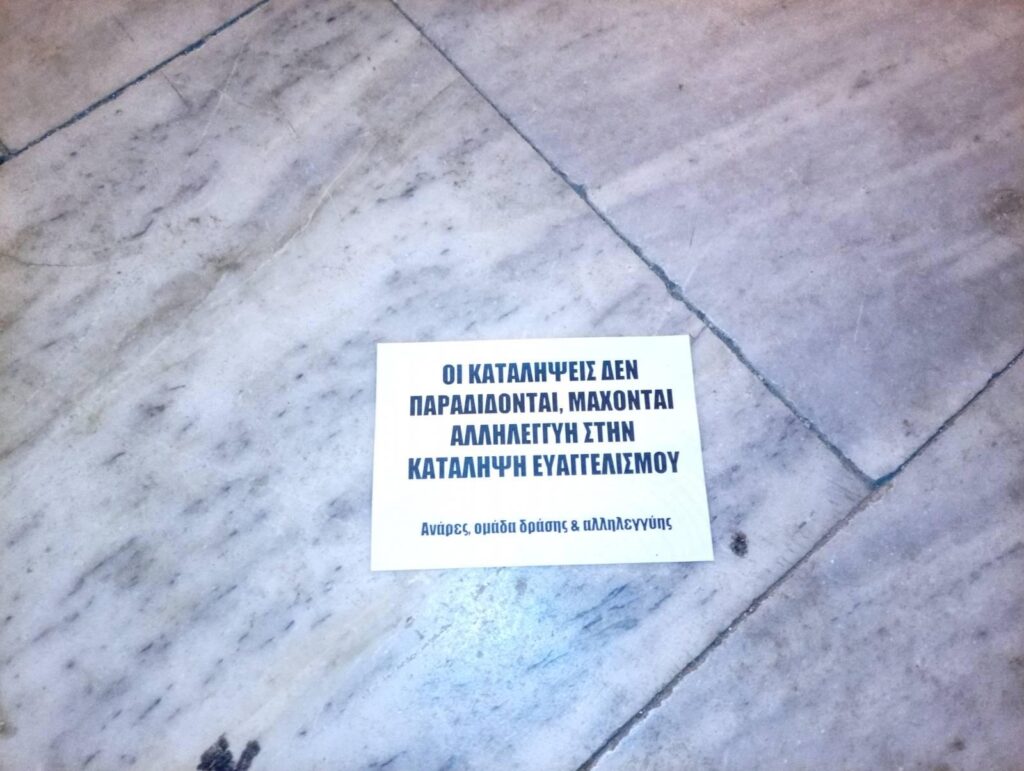 ΟΙ ΚΑΤΑΛΗΨΕΙΣ ΔΕΝ
ΠΑΡΑΔΙΔΟΝΤΑΙ, ΜΑΧΟΝΤΑΙ
ΑΛΛΗΛΕΓΓΥΗ ΣΤΗΝ
ΚΑΤΑΛΗΨΗ ΕΥΑΓΓΕΛΙΣΜΟΥ
Ανάρες, ομάδα δράσης & αλληλεγγύης